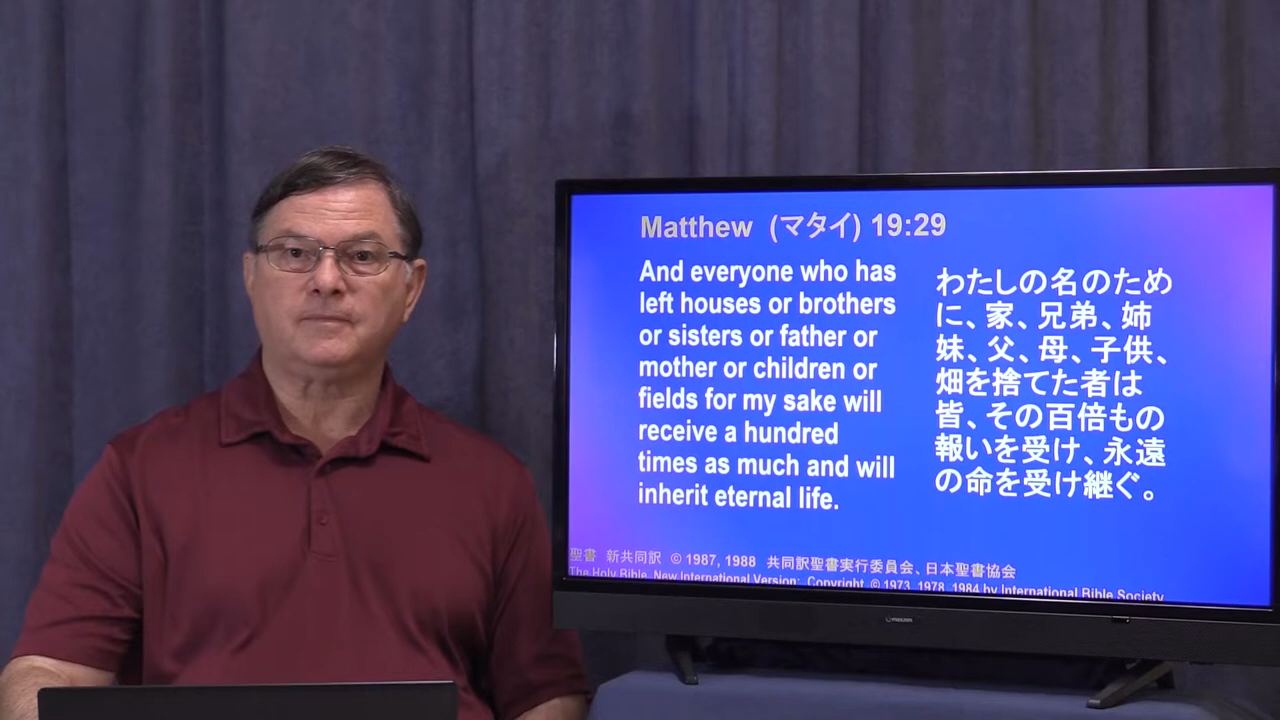 Matthew (マタイ) 19:29
And everyone who has
left houses or brothers
or sisters or father or
mother or children or
fields for my sake will
receive a hundred
times as much and will
inherit eternal life.
わたしの名のため
に、家、兄弟、姉
妹、父、母、子供、
畑を捨てた者は
皆、その百倍もの
報いを受け、永遠
の命を受け継ぐ。
聖書 新共同訳 © 1987, 1988 共同訳聖書実行委員会、日本聖書協会
The Holy Bible, New International Version: Copyright © 1973, 1978, 1984 by International Bible Society